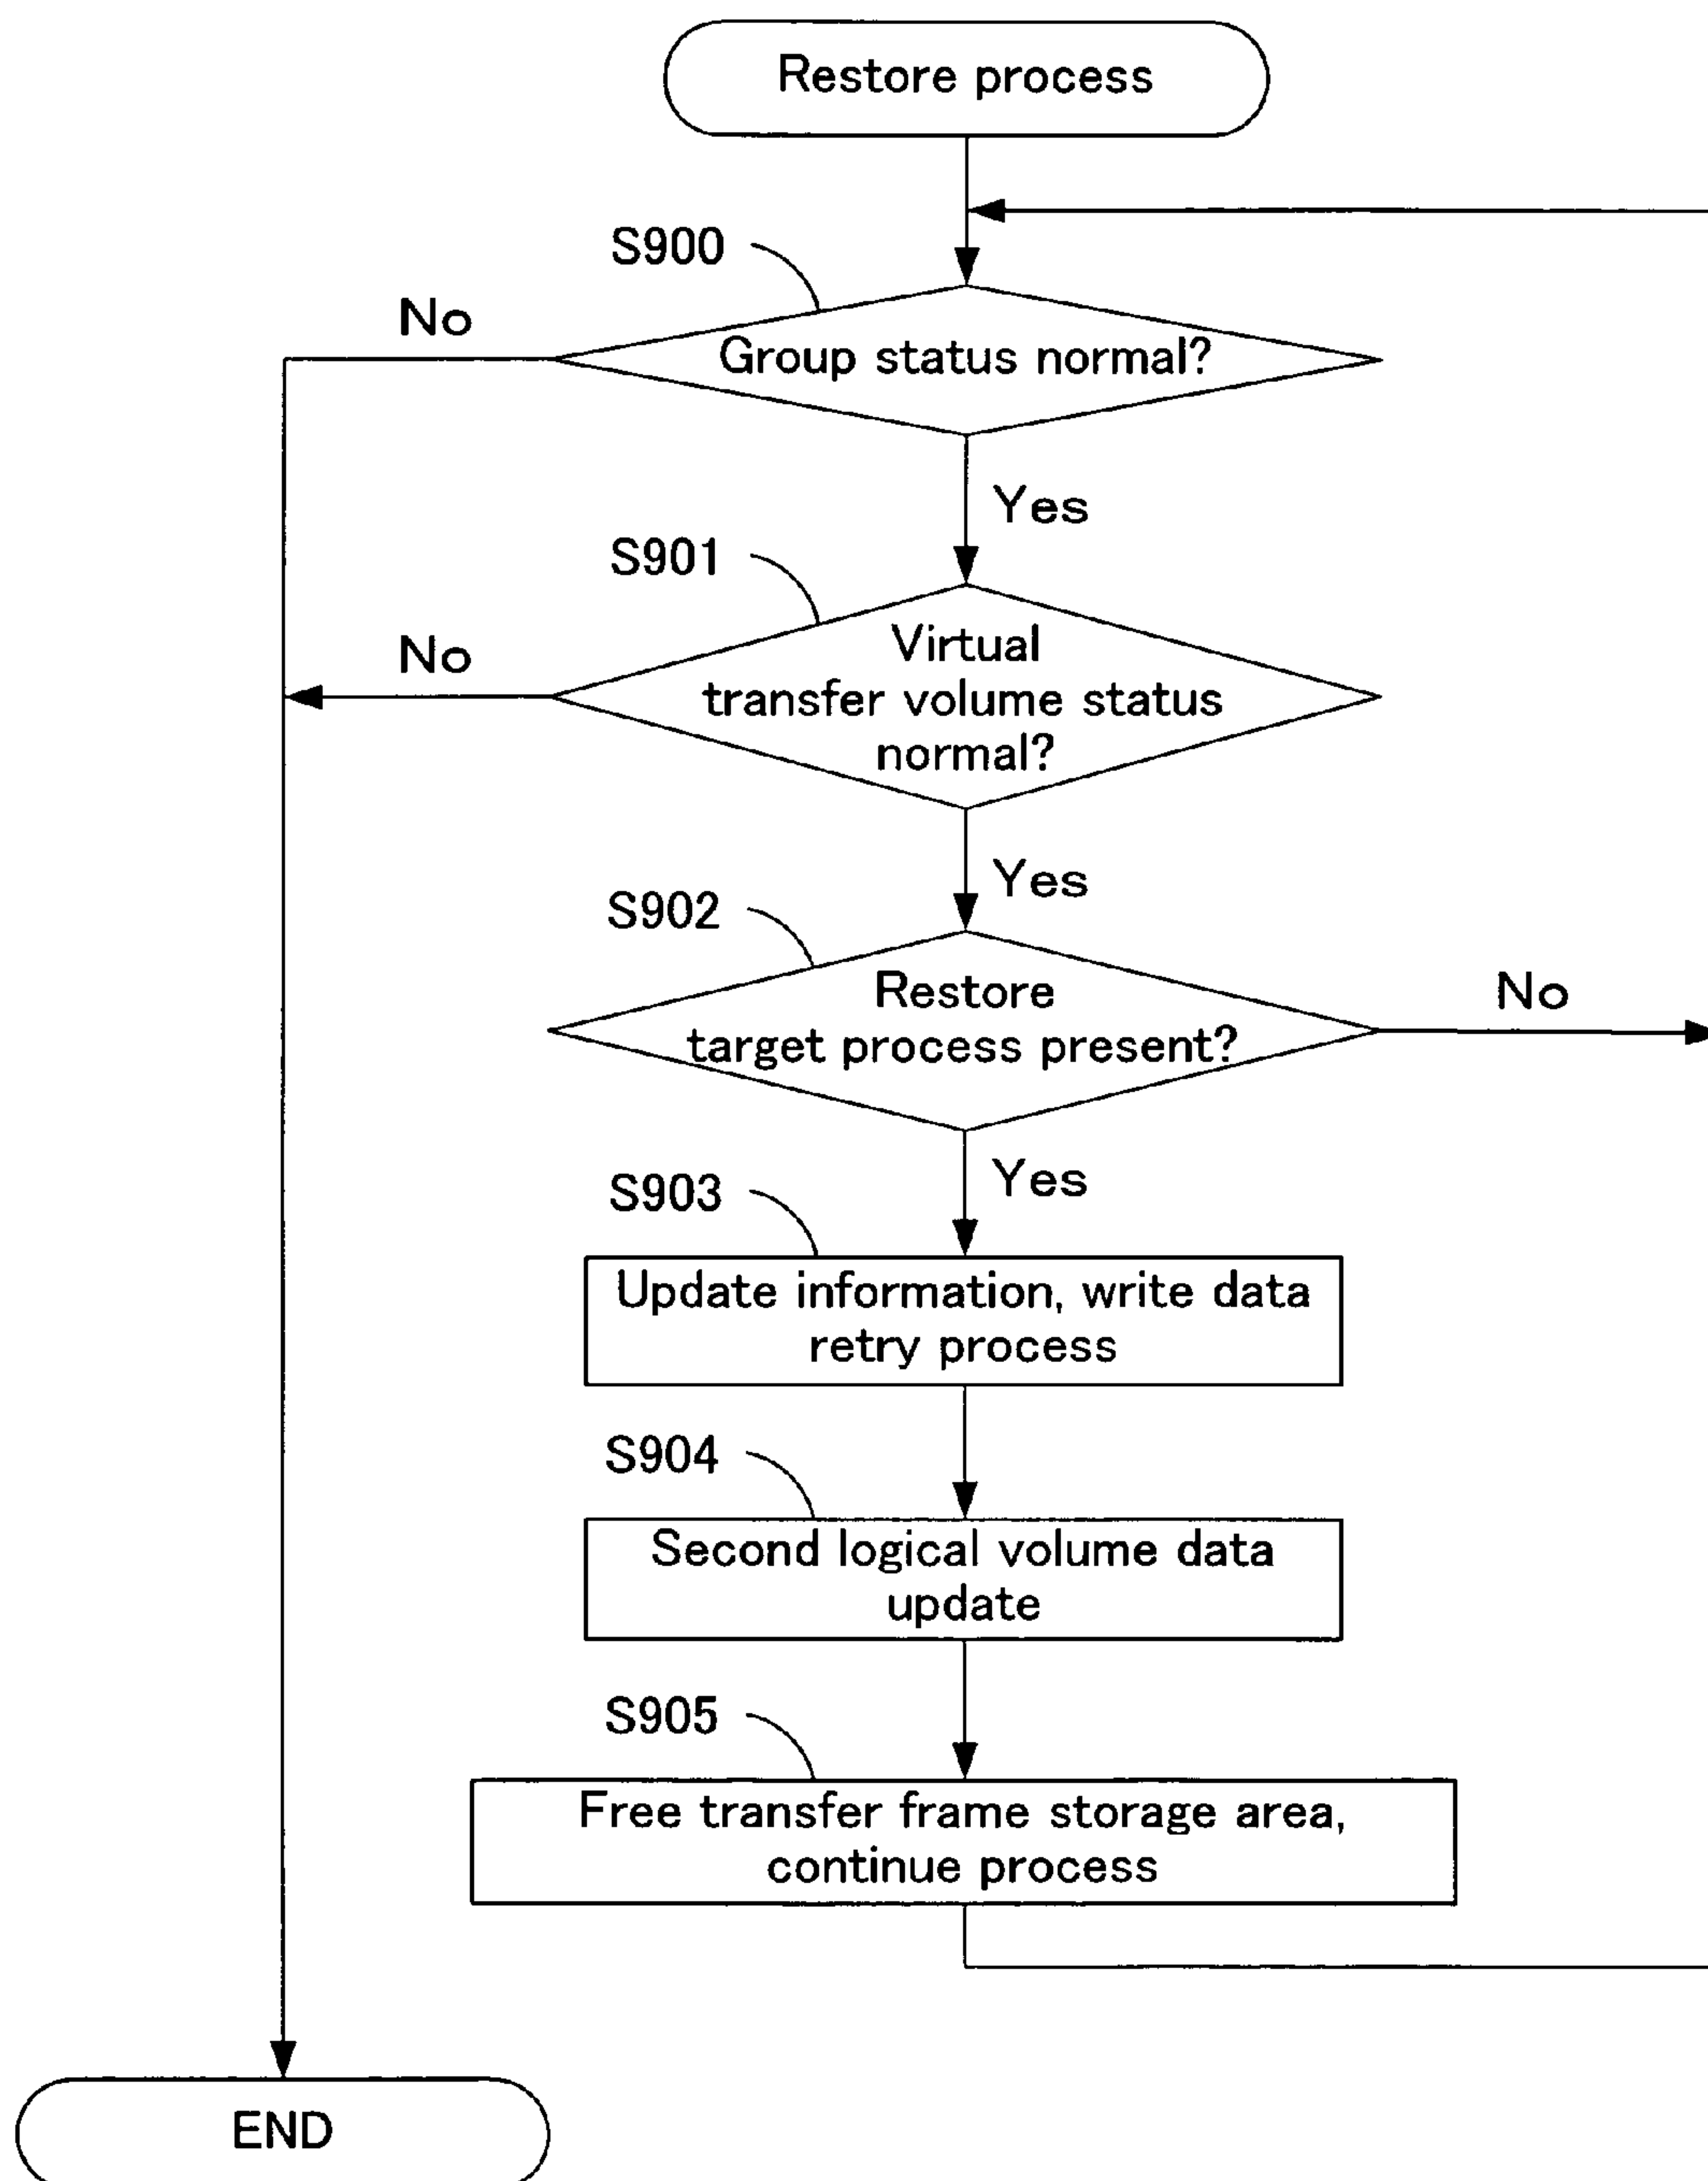 Restore process
S900
No
Group status normal?
Yes
S901
No
Virtual
transfer volume status
normal?
Yes
S902
Restore
target process present?
No
Yes
S903
Update information, write data
retry process
S904
Second logical volume data
update
S905
Free transfer frame storage area,
continue process
END